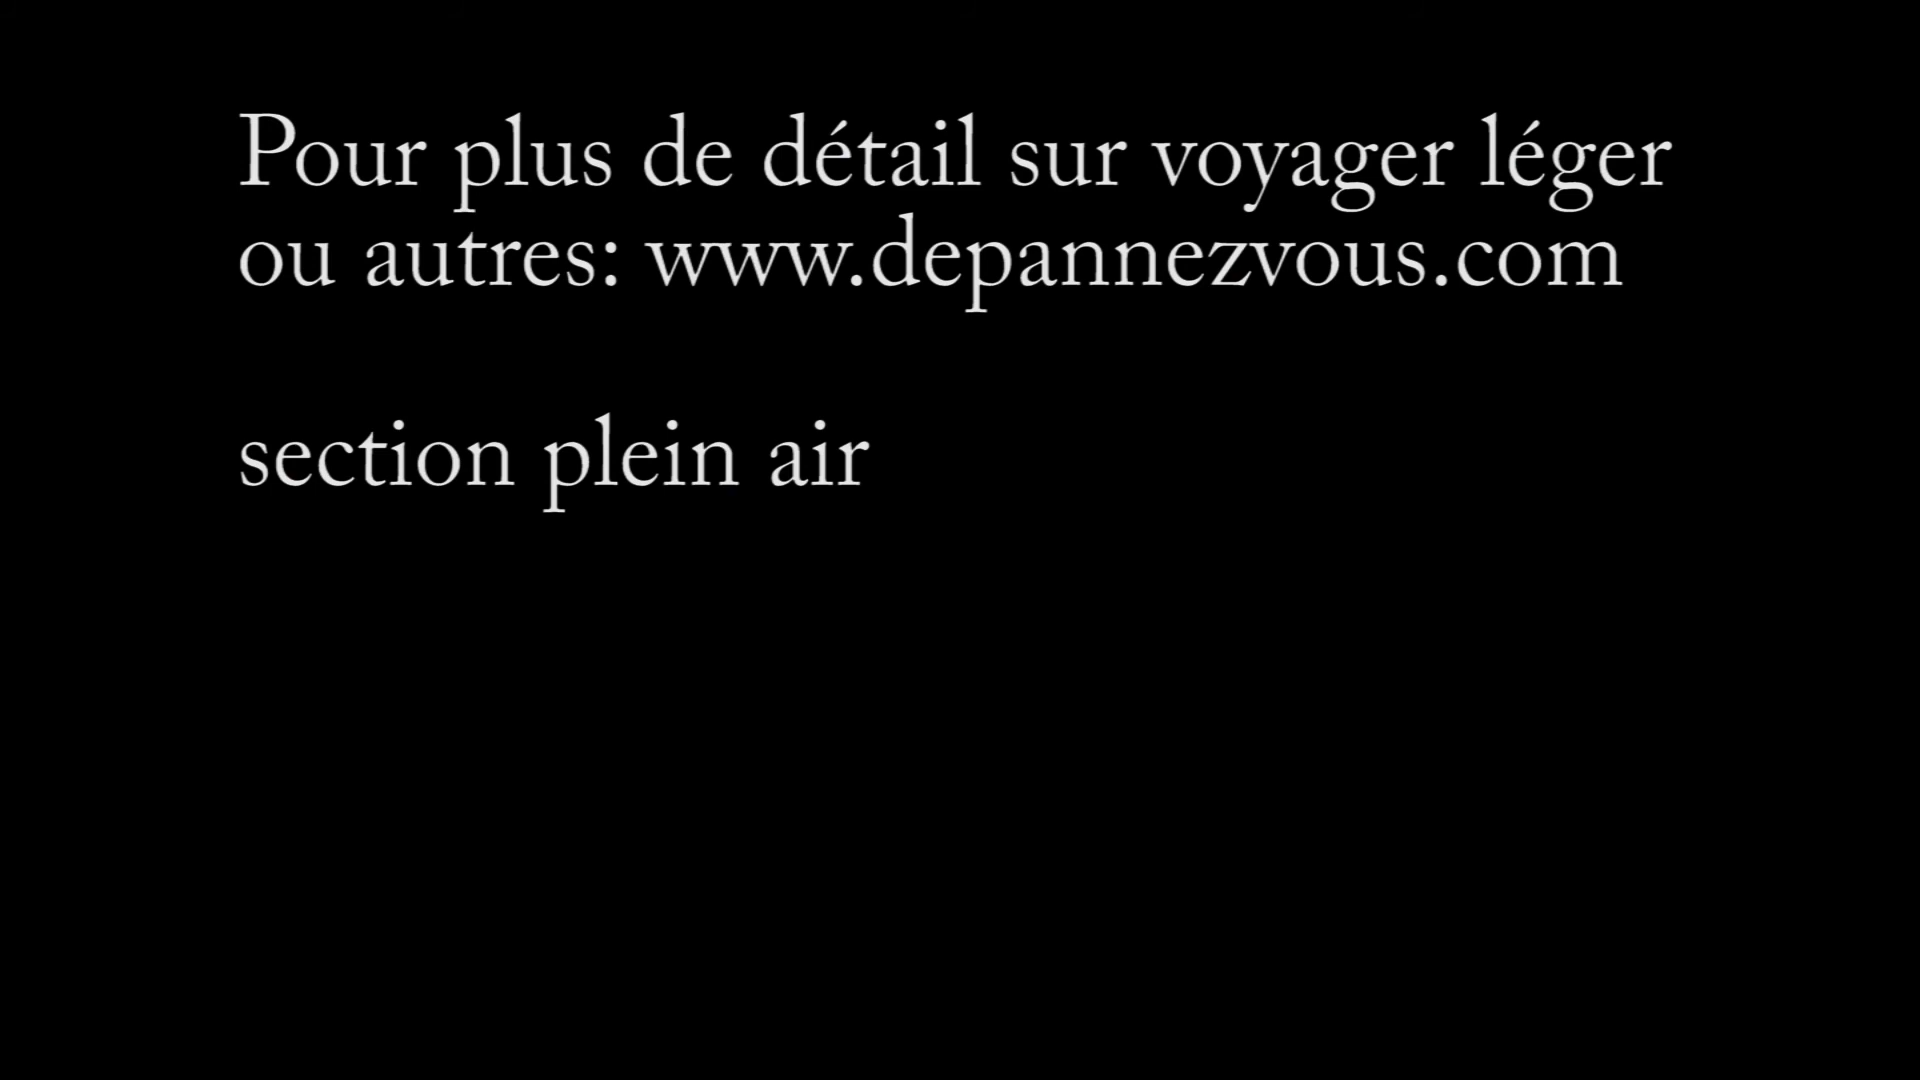 Pour plus de détail sur voyager léger
ou autres: www.depannezvous.com
section plein air